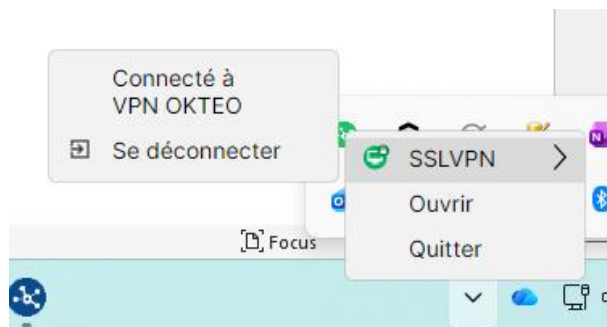 Connecté à
VPN OKTEO
Se déconnecter
SSLVPN
Ouvrir
Quitter
Focus